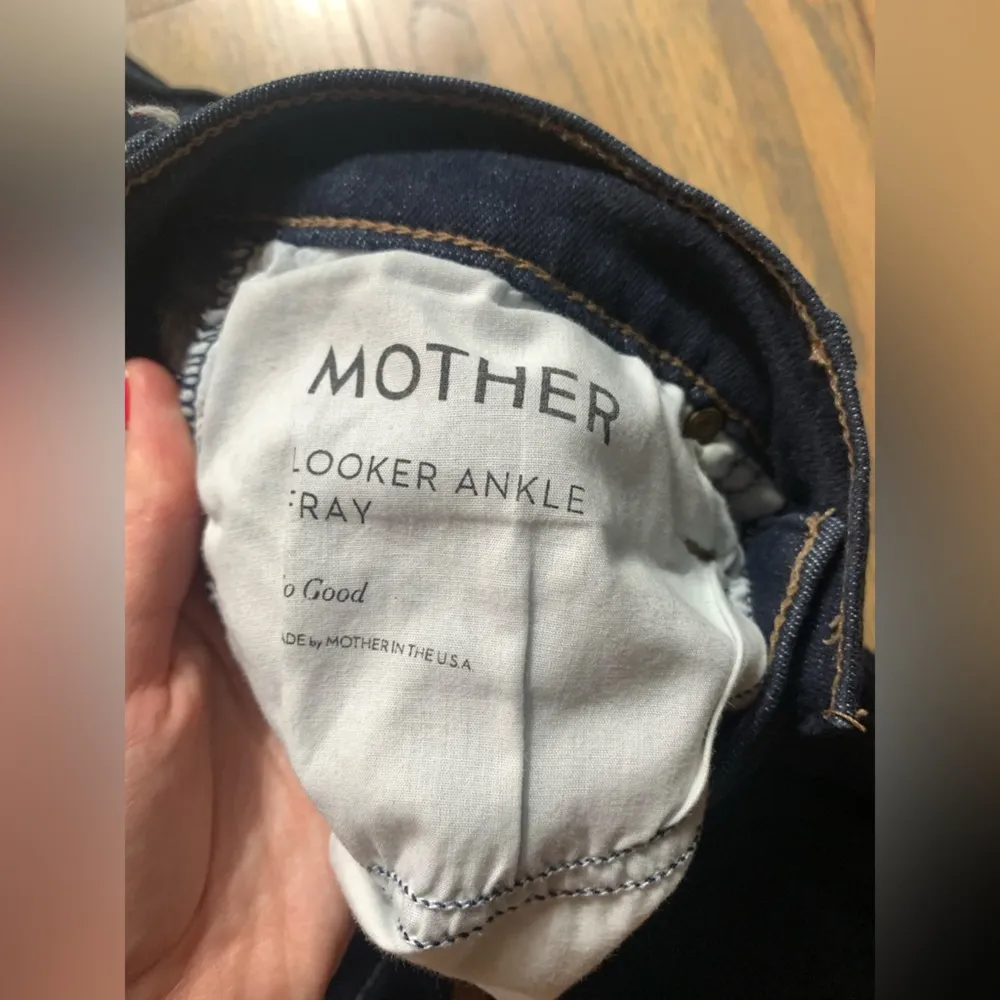 MOTHER
LOOKER ANKLE
FRAY
o Good
ADE by MOTHER IN THE U.S.A.